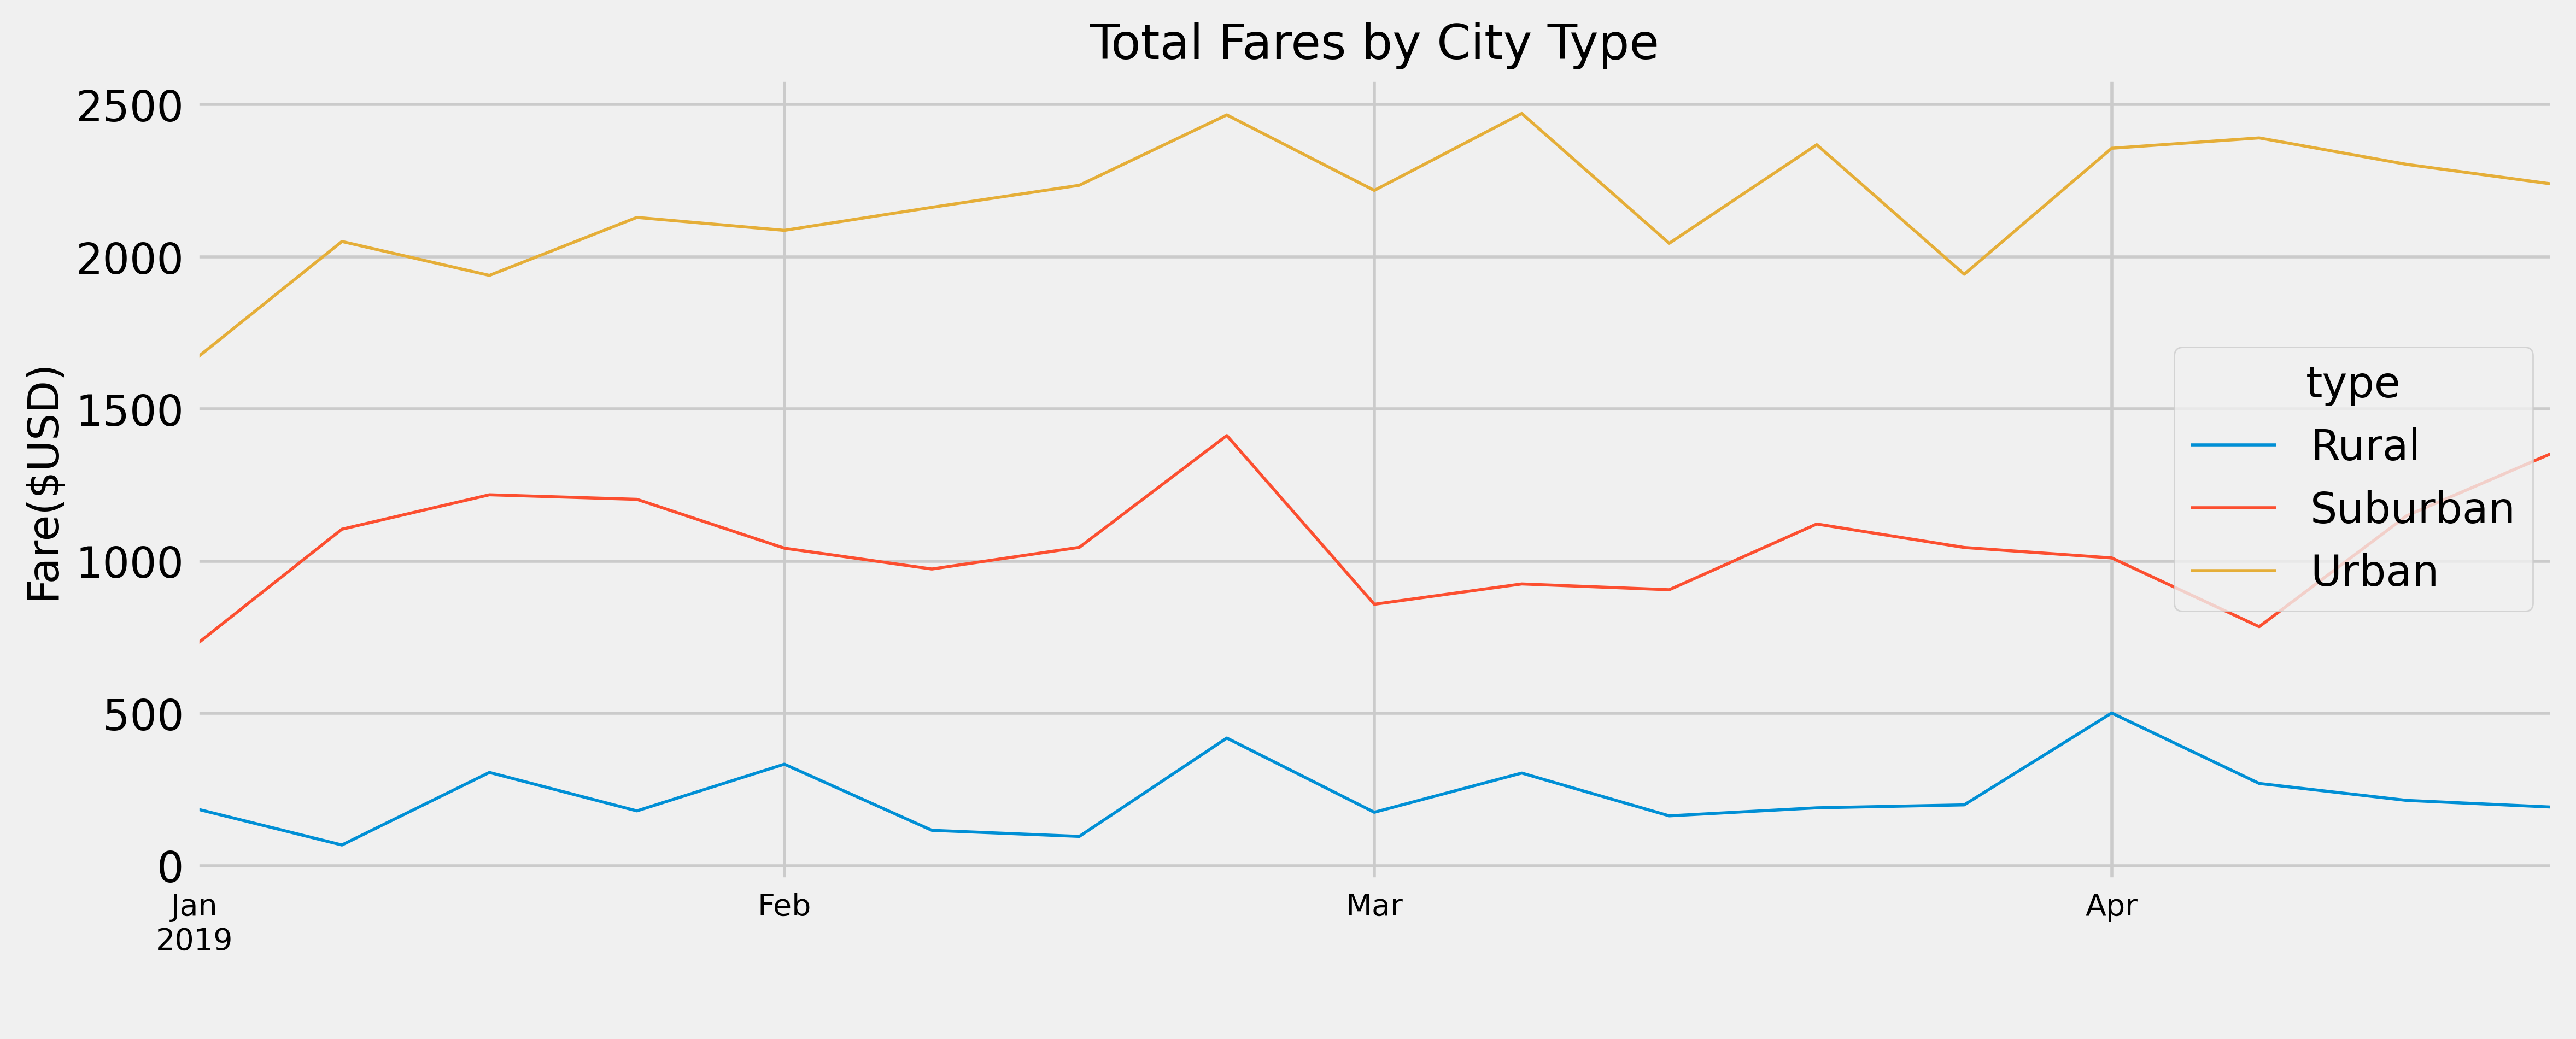 Total Fares by City Type
Fare($USD)
2500
2000
1500
1000
500
0
Jan
2019
Feb
Mar
Apr
type
Rural
Suburban
Urban